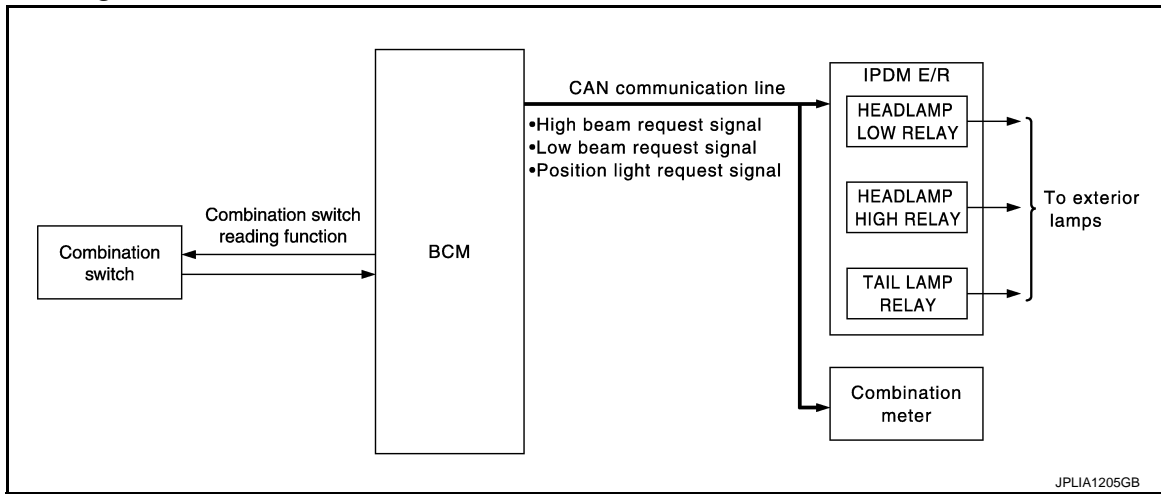 Combination switch
reading function
Combination
switch
BCM
CAN communication line
•High beam request signal
•Low beam request signal
•Position light request signal
IPDM E/R
HEADLAMP
LOW RELAY
HEADLAMP
HIGH RELAY
TAIL LAMP
RELAY
To exterior
lamps
Combination
meter
JPLIA1205GB